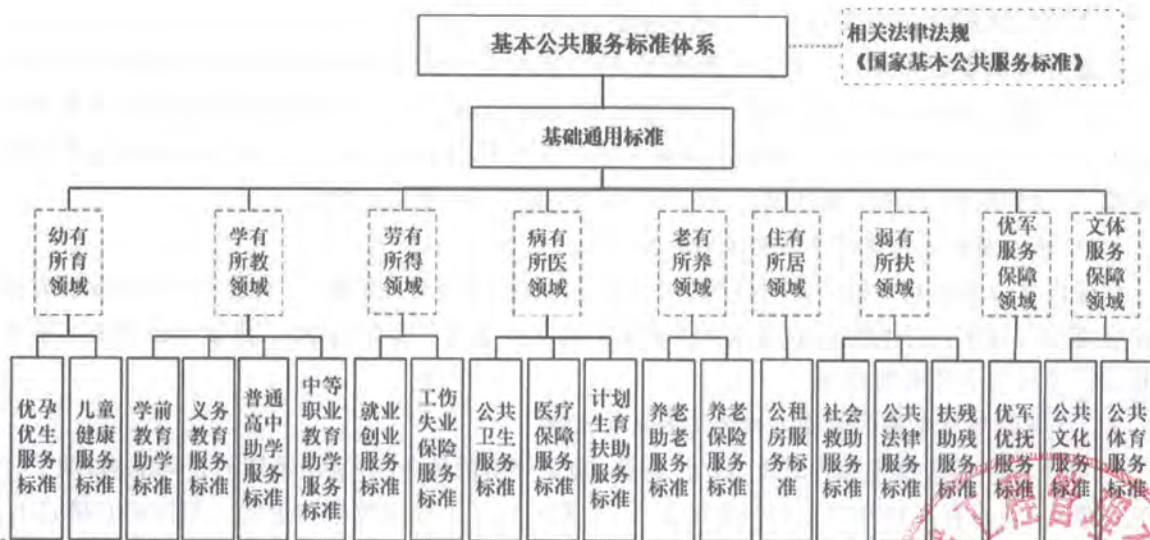 基本公共服务标准体系
相关法律法规
《国家基本公共服务标准》
基础通用标准
幼有
所育
领域
学有
所教
领域
劳有
所得
领域
病有
所医
领域
老有
所养
领域
住有
所居
领域
弱有
所扶
领域
优军
服务
保障
领域
文体
服务
保障
领域
优孕
优生
服务
标准
儿童
健康
服务
标准
学前
教育
助学
标准
义务
教育
服务
标准
普通
高中
助学
服务
标准
中等
职业
教育
助学
服务
标准
就业
创业
服务
标准
工伤
失业
保险
服务
标准
公共
卫生
服务
标准
医疗
保障
服务
标准
计划
生育
扶助
服务
标准
养老
助老
服务
标准
养老
保险
服务
标准
公租
房服
务标
准
社会
救助
服务
标准
公共
法律
服务
标准
扶残
助残
服务
标准
优军
优抚
服务
标准
公共
文化
服务
标准
公共
体育
服务
标准
工程管理